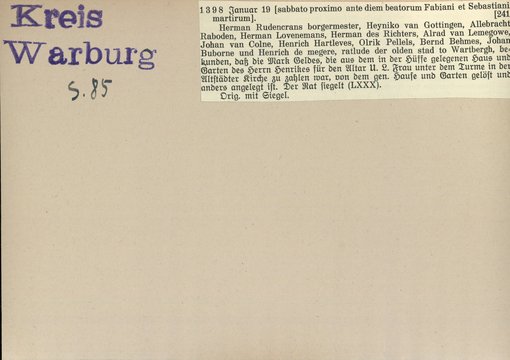 Kreis
Warburg
S. 85
1398 Januar 19 [sabbato proximo ante diem beatorum Fabiani et Sebastiani
martirum]. [241]
Herman Rudencrans borgermester, Heyniko van Gottingen, Allebracht
Raboden, Herman Lovenemans, Herman des Richters, Alrad van Lemegowe,
Johan van Colne, Henrich Hartleves, Olrik Pellels, Bernd Behmes, Johan
Buborne und Henrich de megere, ratlude der olden stad to Wartbergh, be-
kunden, daß die Mark Geldes, die aus dem in der Hüffe gelegenen Haus und
Garten des Herrn Henrikes für den Altar U. L. Frau unter dem Turme in der
Altstädter Kirche zu zahlen war, von dem gen. Hause und Garten gelöst und
anders angelegt ist. Der Rat siegelt (LXXX).
Orig. mit Siegel.